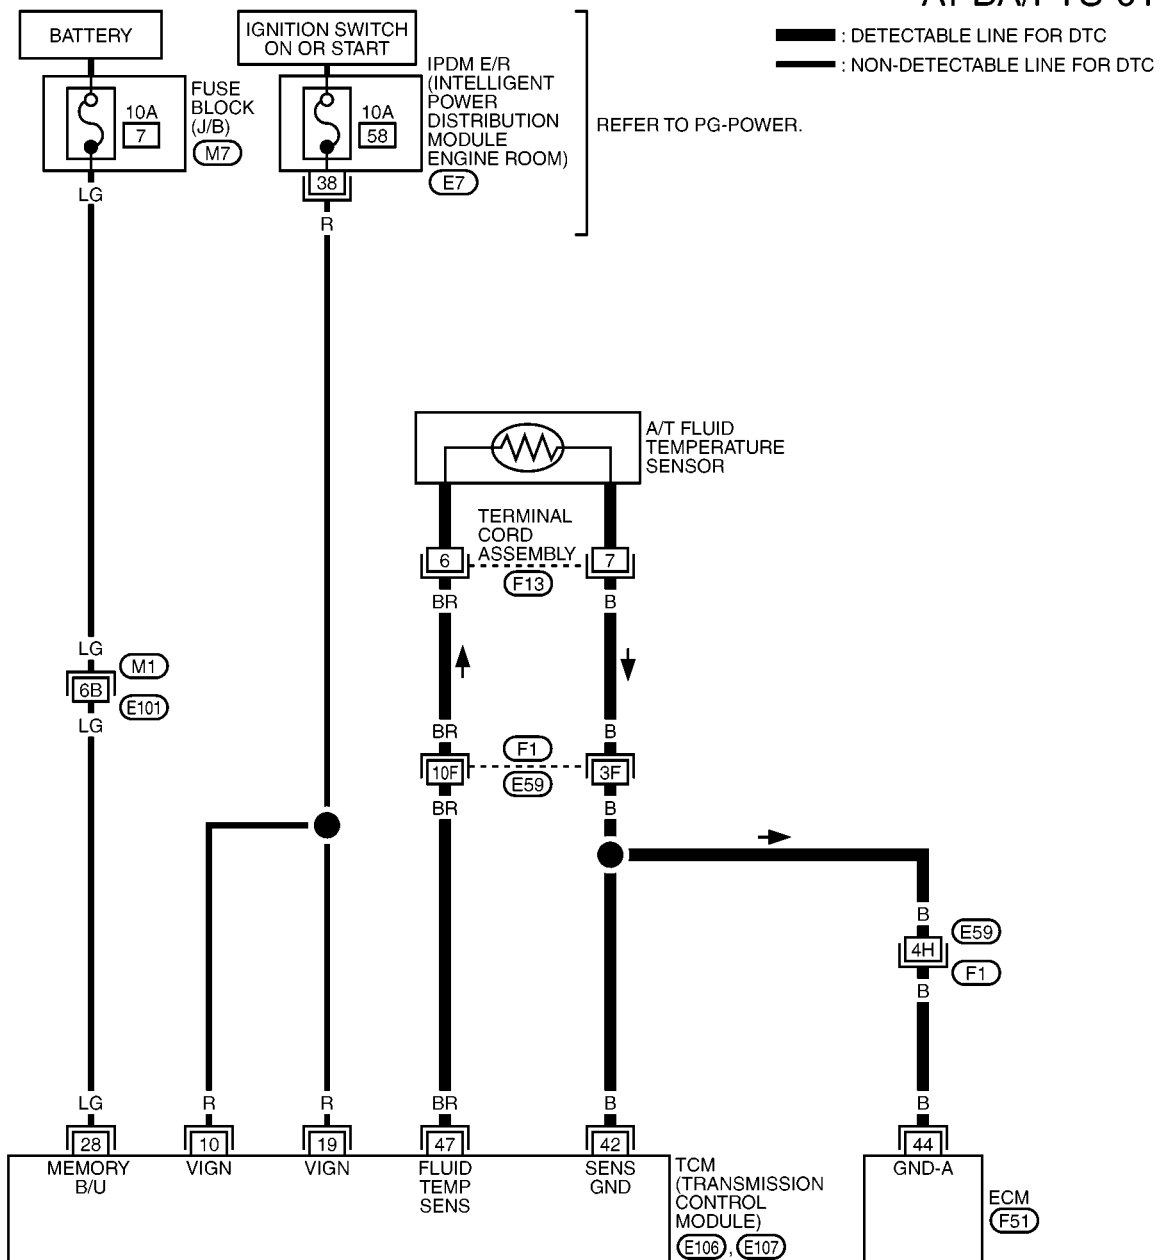 BATTERY
IGNITION SWITCH
ON OR START
: DETECTABLE LINE FOR DTC
: NON-DETECTABLE LINE FOR DTC
10A
7
FUSE
BLOCK
(J/B)
M7
10A
58
IPDM E/R
(INTELLIGENT
POWER
DISTRIBUTION
MODULE
ENGINE ROOM)
E7
REFER TO PG-POWER.
38
LG
R
A/T FLUID
TEMPERATURE
SENSOR
TERMINAL
CORD
ASSEMBLY
6
7
F13
BR
B
LG
M1
6B
E101
LG
BR
B
F1
10F
3F
E59
BR
B
B
E59
4H
F1
B
LG
R
R
BR
B
B
28
10
19
47
42
44
MEMORY
B/U
VIGN
VIGN
FLUID
TEMP
SENS
SENS
GND
TCM
(TRANSMISSION
CONTROL
MODULE)
E106 , E107
GND-A
ECM
F51